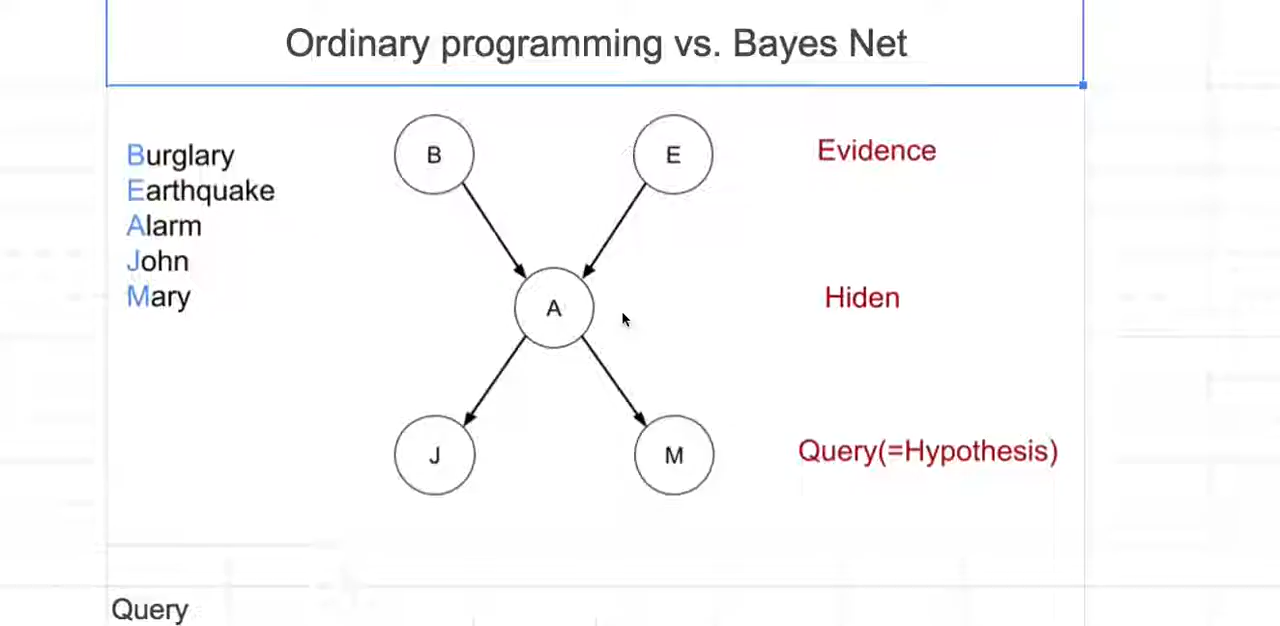 Ordinary programming vs. Bayes Net
Burglary
Earthquake
Alarm
John
Mary
B
E
Evidence
A
Hiden
J
M
Query(=Hypothesis)
Query